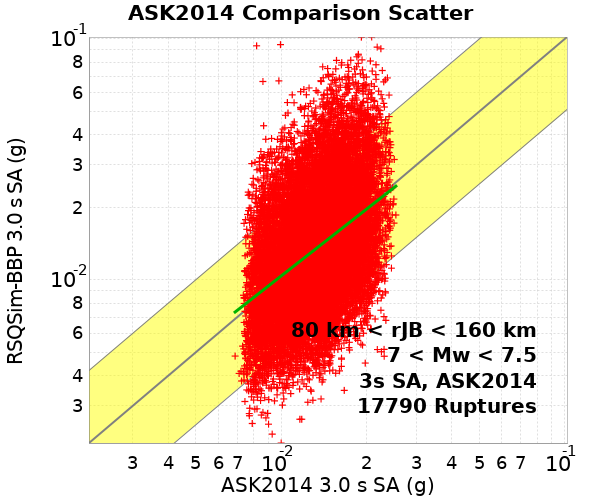 ASK2014 Comparison Scatter
10-1
8
6
4
3
2
10-2
8
6
4
3
RSQSim-BBP 3.0 s SA (g)
80 km < rJB < 160 km
7 < Mw < 7.5
3s SA, ASK2014
17790 Ruptures
3 4 5 6 7 10-2 2 3 4 5 6 7 10-1
ASK2014 3.0 s SA (g)